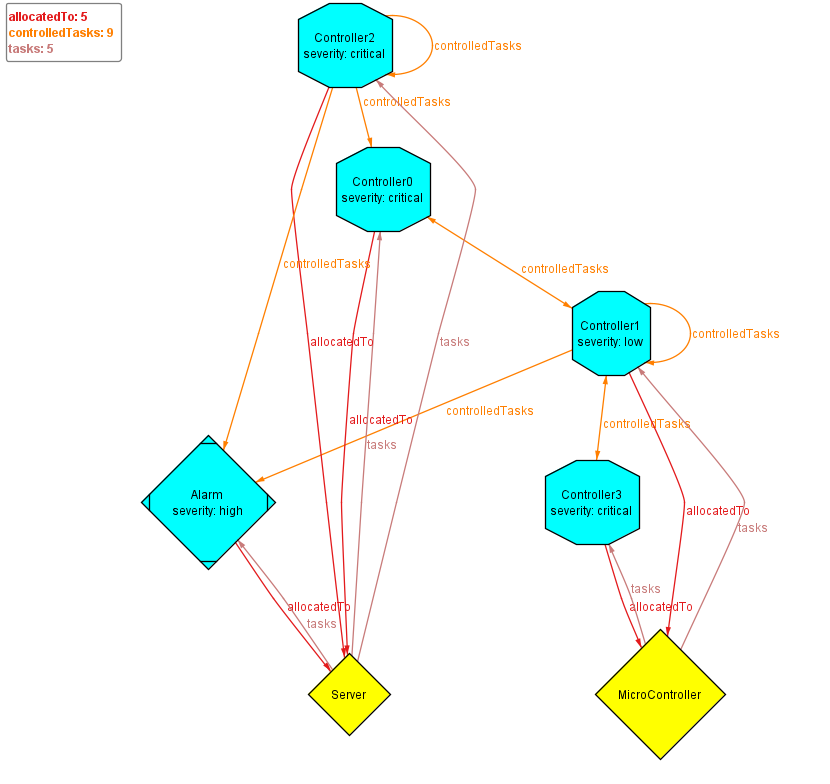 allocatedTo: 5
controlledTasks: 9
tasks: 5
Controller2
severity: critical
controlledTasks
controlledTasks
Controller0
severity: critical
controlledTasks
controlledTasks
Controller1
severity: low
controlledTasks
allocatedTo
tasks
controlledTasks
allocatedTo
controlledTasks
tasks
Alarm
severity: high
Controller3
severity: critical
allocatedTo
tasks
tasks
allocatedTo
allocatedTo
tasks
Server
MicroController